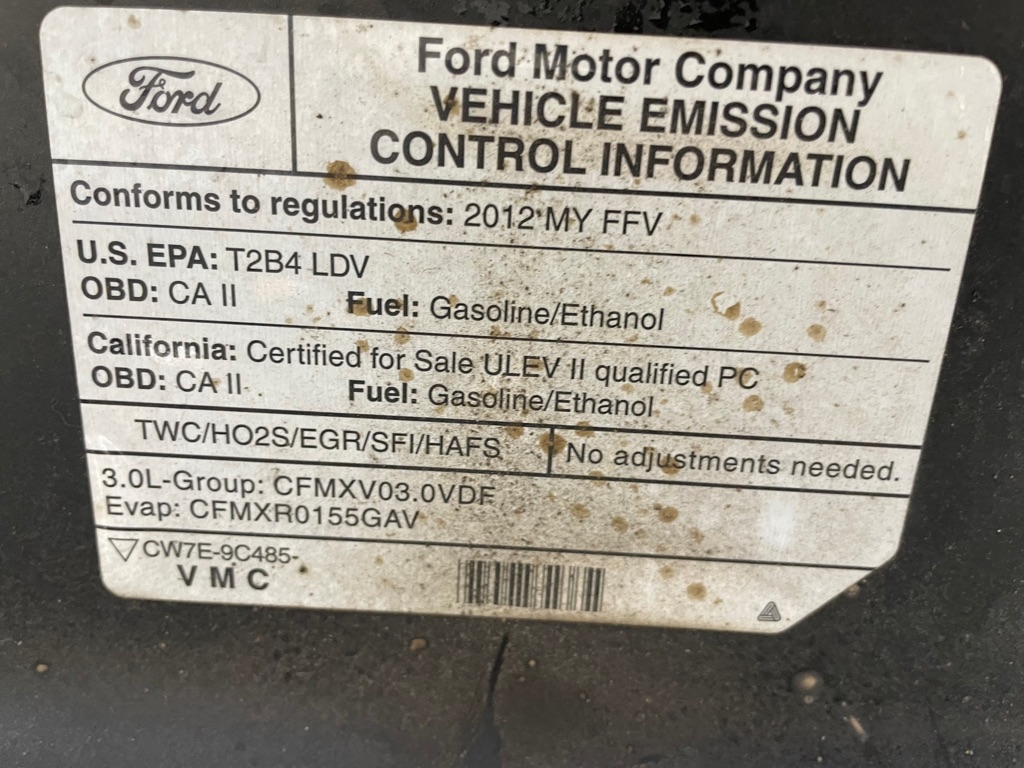 Ford
Ford Motor Company
VEHICLE EMISSION
CONTROL INFORMATION
Conforms to regulations: 2012 MY FFV
U.S. EPA: T2B4 LDV
OBD: CA II Fuel: Gasoline/Ethanol
California: Certified for Sale ULEV II qualified PC
OBD: CA II Fuel: Gasoline/Ethanol
TWC/HO2S/EGR/SFI/HAFS No adjustments needed.
3.0L-Group: CFMXV03.0VDF
Evap: CFMXR0155GAV
CW7E-9C485-
V M C